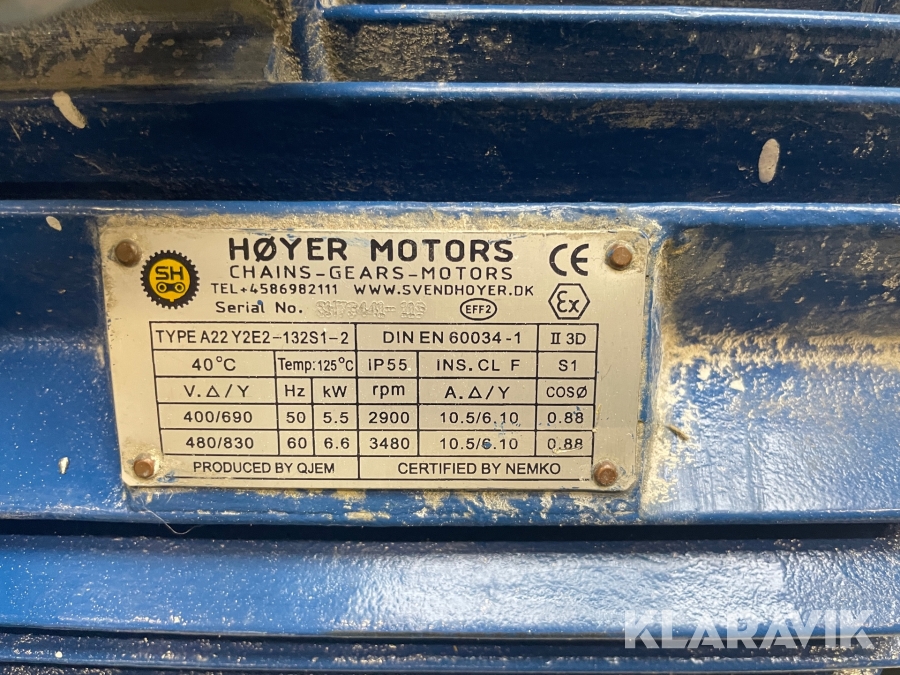 HØYER MOTORS
CHAINS-GEARS-MOTORS
TEL+4586982111 WWW.SVENDHOYER.DK
Serial No. EFF2
SH
CE
Ex
TYPE A22 Y2E2-132S1-2 DIN EN 60034-1 II 3D
40°C Temp:125°C IP55 INS. CL F S1
V. Δ/Y Hz kW rpm A. Δ/Y COSØ
400/690 50 5.5 2900 10.5/6.10 0.88
480/830 60 6.6 3480 10.5/6.10 0.88
PRODUCED BY QJEM CERTIFIED BY NEMKO
KLARAVIK